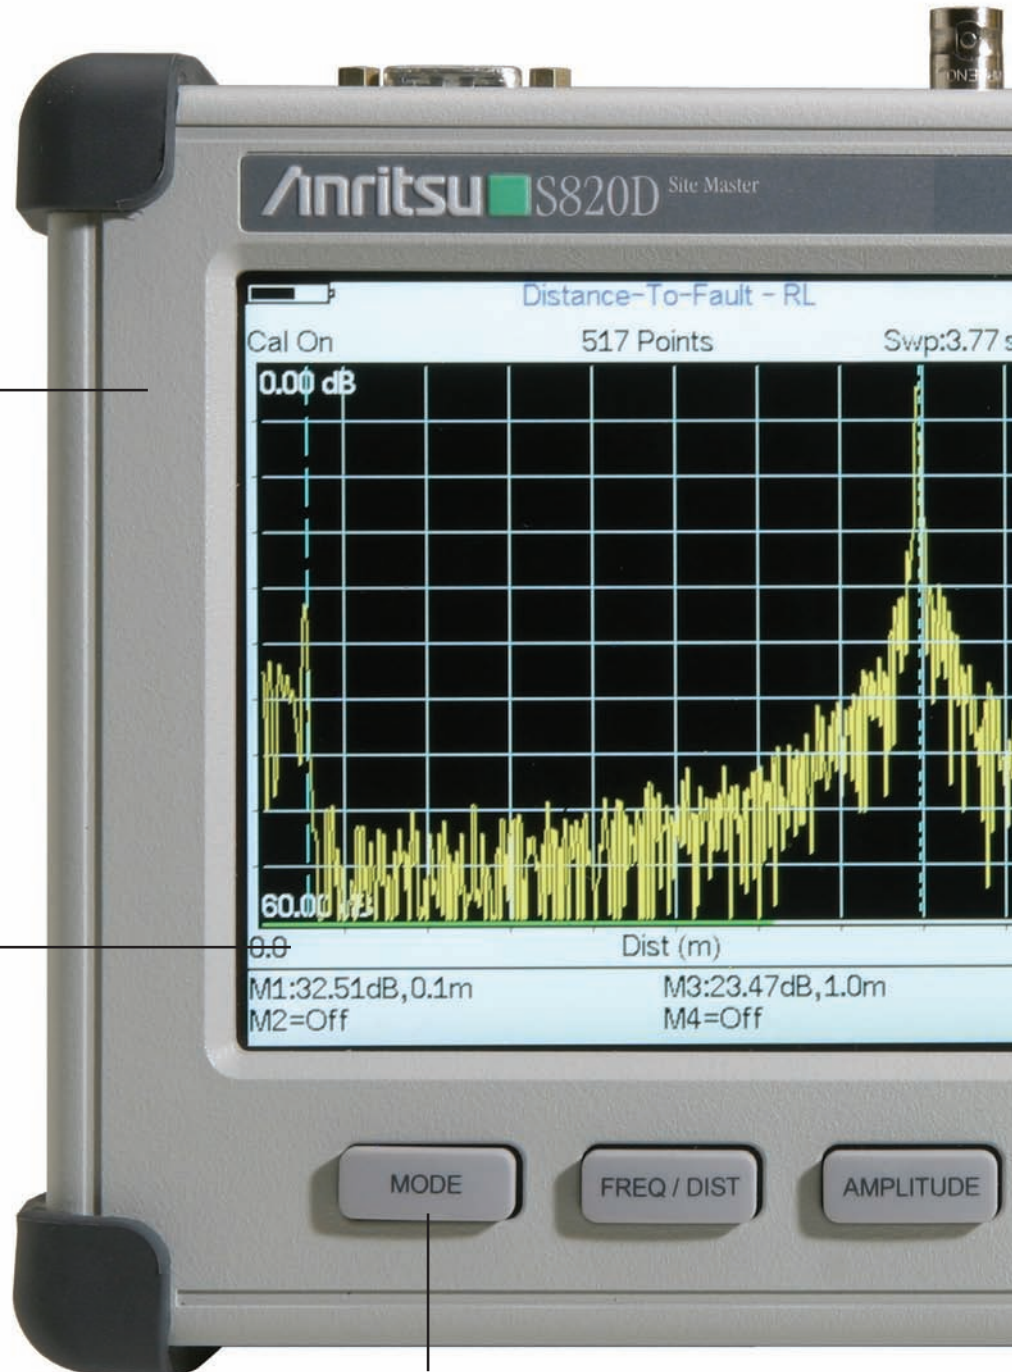 Anritsu S820D Site Master
Distance-To-Fault - RL
Cal On 517 Points Swp:3.77 s
0.00 dB
60.00
0.0 Dist (m)
M1:32.51dB,0.1m M3:23.47dB,1.0m
M2=Off M4=Off
MODE FREQ / DIST AMPLITUDE